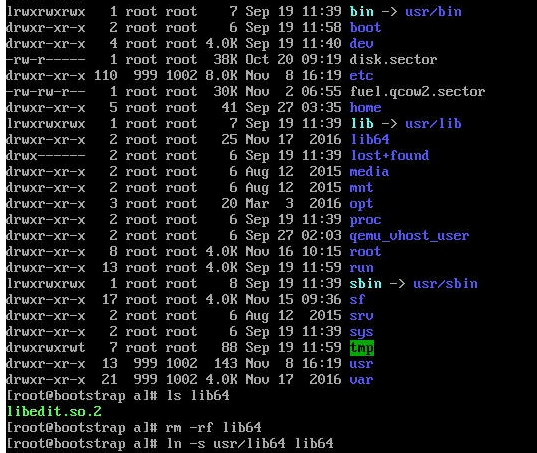 lrwxrwxrwx   1 root root    7 Sep 19 11:39 bin -> usr/bin
drwxr-xr-x   2 root root    6 Sep 19 11:58 boot
drwxr-xr-x   4 root root 4.0K Sep 19 11:40 dev
-rw-r-----   1 root root  38K Oct 20 09:19 disk.sector
drwxr-xr-x 110  999 1002 8.0K Nov  8 16:19 etc
-rw-rw-r--   1 root root  30K Nov  2 06:55 fuel.qcow2.sector
drwxr-xr-x   5 root root   41 Sep 27 03:35 home
lrwxrwxrwx   1 root root    7 Sep 19 11:39 lib -> usr/lib
drwxr-xr-x   2 root root   25 Nov 17  2016 lib64
drwx------   2 root root    6 Sep 19 11:39 lost+found
drwxr-xr-x   2 root root    6 Aug 12  2015 media
drwxr-xr-x   2 root root    6 Aug 12  2015 mnt
drwxr-xr-x   3 root root   20 Mar  3  2016 opt
drwxr-xr-x   2 root root    6 Sep 19 11:39 proc
drwxr-xr-x   2 root root    6 Sep 27 02:03 qemu_vhost_user
drwxr-xr-x   8 root root 4.0K Nov 16 10:15 root
drwxr-xr-x  13 root root 4.0K Sep 19 11:59 run
lrwxrwxrwx   1 root root    8 Sep 19 11:39 sbin -> usr/sbin
drwxr-xr-x  17 root root 4.0K Nov 15 09:36 sf
drwxr-xr-x   2 root root    6 Aug 12  2015 srv
drwxr-xr-x   2 root root    6 Sep 19 11:39 sys
drwxrwxrwt   7 root root   88 Sep 19 11:59 tmp
drwxr-xr-x  13  999 1002  143 Nov  8 16:19 usr
drwxr-xr-x  21  999 1002 4.0K Nov 17  2016 var
[root@bootstrap a]# ls lib64
libedit.so.2
[root@bootstrap a]# rm -rf lib64
[root@bootstrap a]# ln -s usr/lib64 lib64